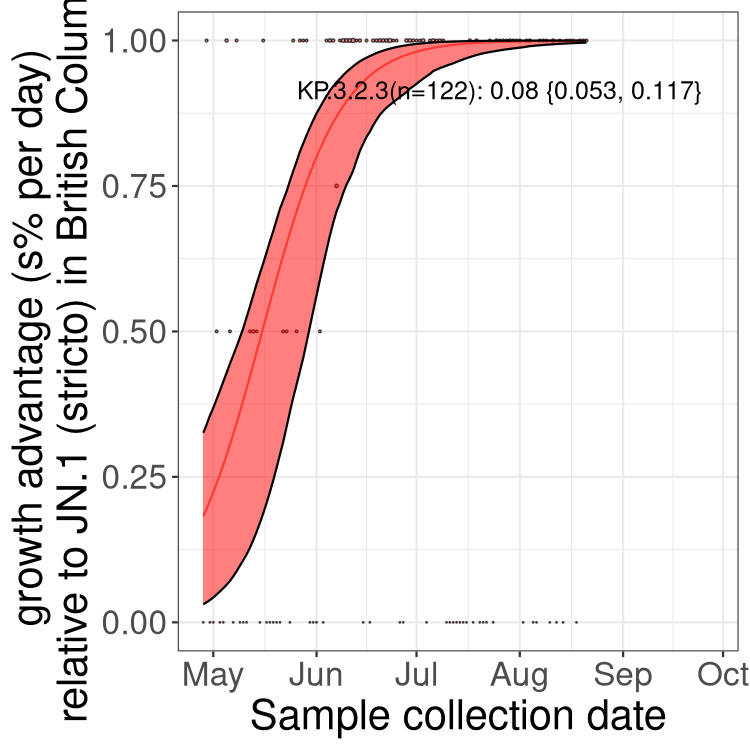 growth advantage (s% per day)
relative to JN.1 (stricto) in British Colum
1.00
0.75
0.50
0.25
0.00
KP.3.2.3(n=122): 0.08 {0.053, 0.117}
May Jun Jul Aug Sep Oct
Sample collection date